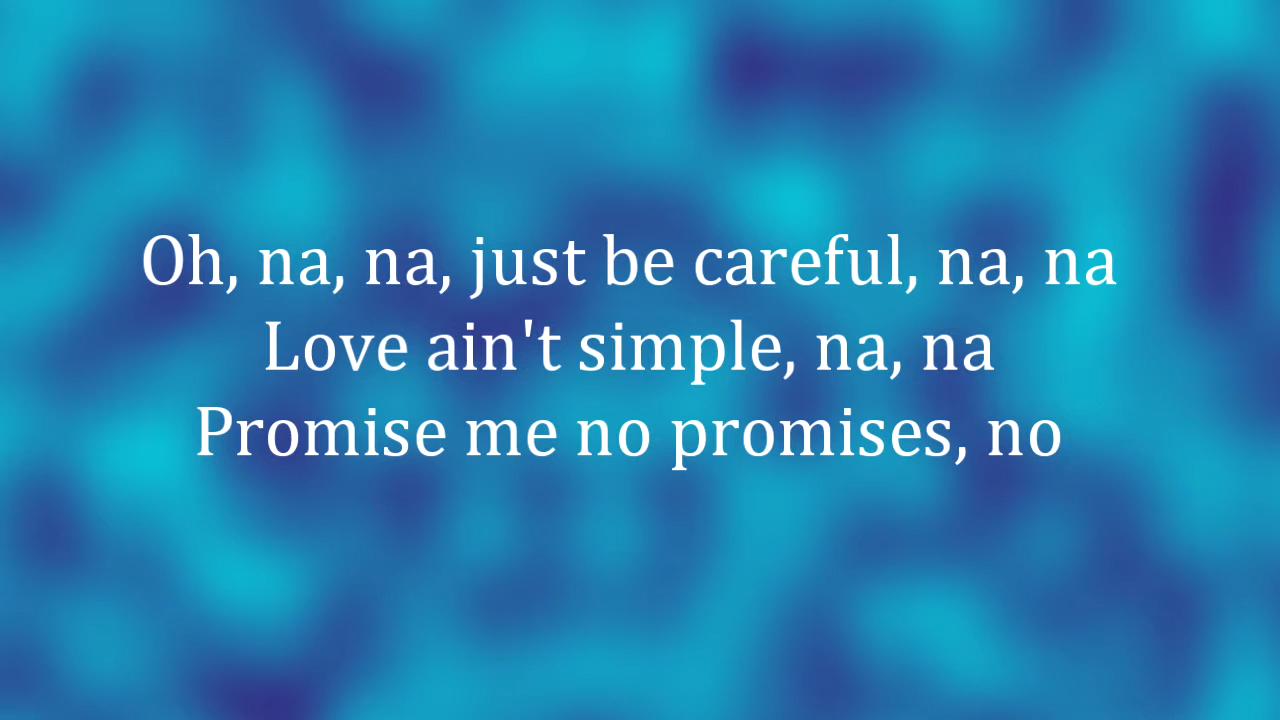 Oh, na, na, just be careful, na, na
Love ain't simple, na, na
Promise me no promises, no